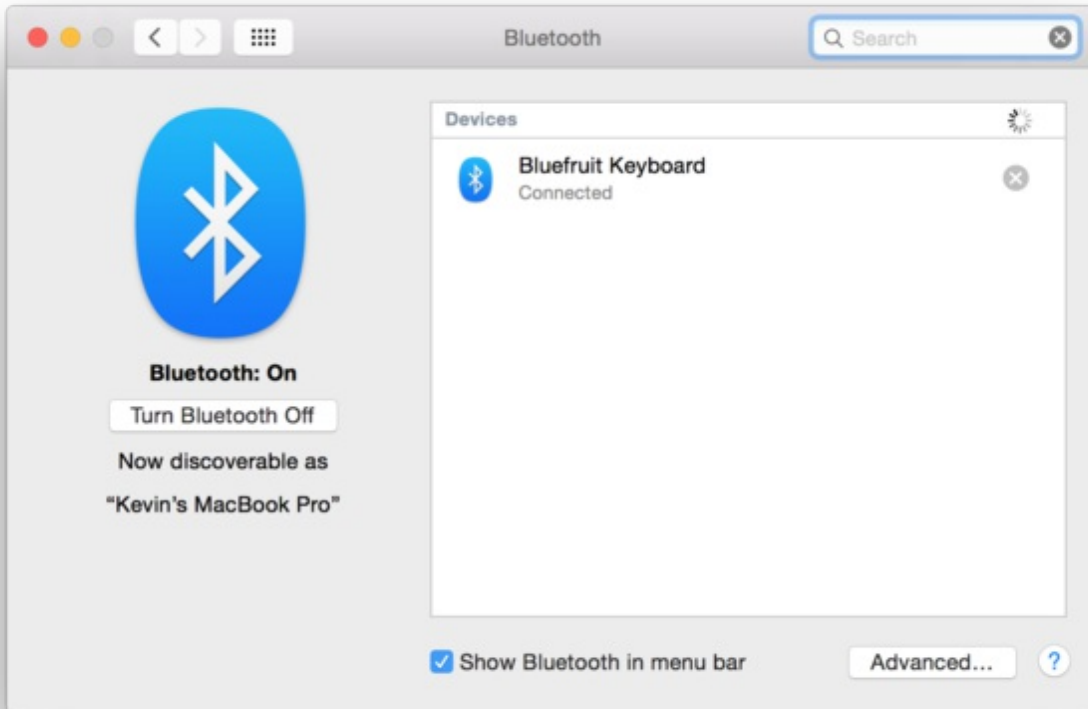 Bluetooth
Search
Devices
Bluefruit Keyboard
Connected
Bluetooth: On
Turn Bluetooth Off
Now discoverable as
“Kevin's MacBook Pro”
Show Bluetooth in menu bar
Advanced...
?